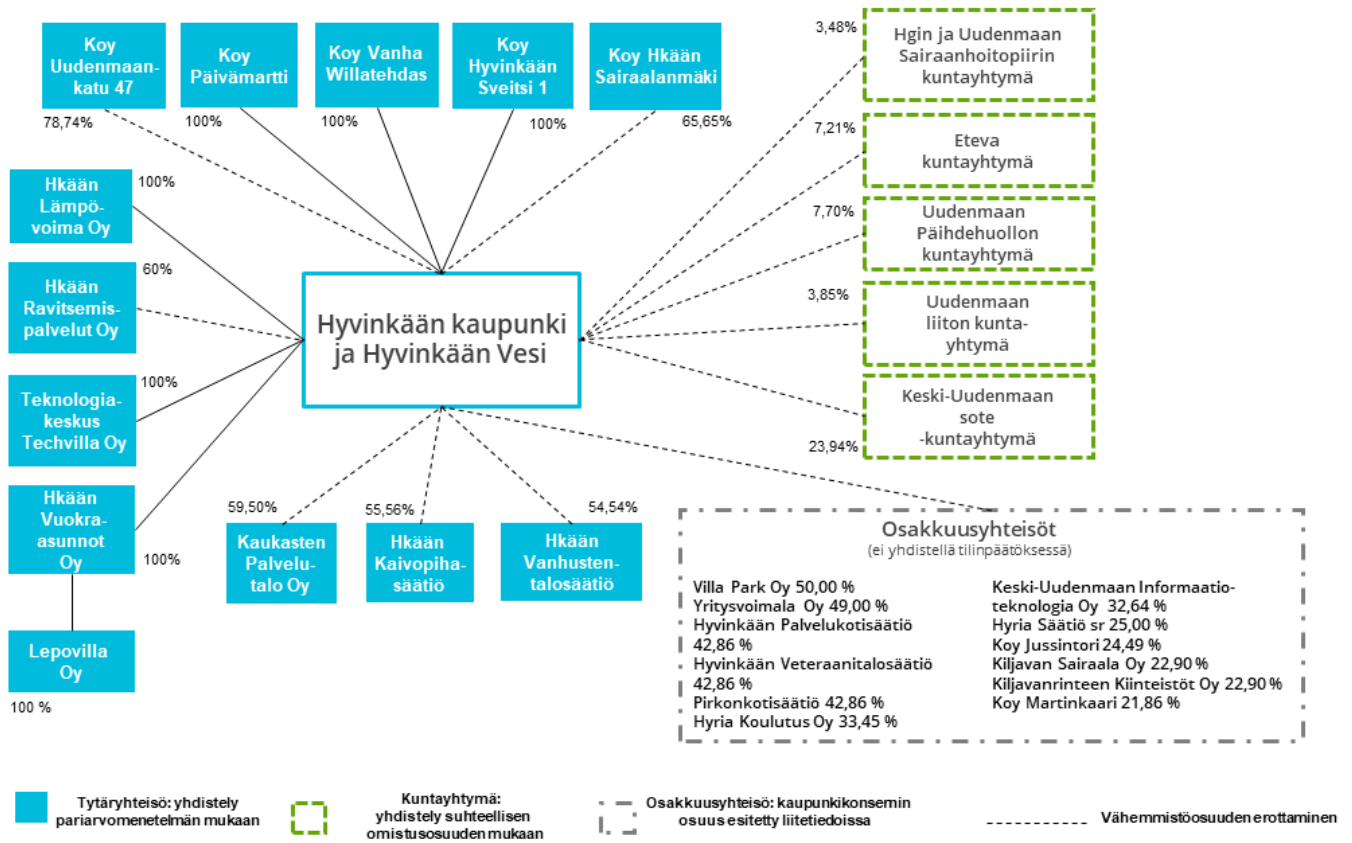 Koy
Uudenmaan-
katu 47
78,74%
Koy
Päivämartti
100%
Koy Vanha
Willatehdas
100%
Koy
Hyvinkään
Sveitsi 1
100%
Koy Hkään
Sairaalanmäki
65,65%
3,48%
Hgin ja Uudenmaan
Sairaanhoitopiirin
kuntayhtymä
7,21%
Eteva
kuntayhtymä
7,70%
Uudenmaan
Päihdehuollon
kuntayhtymä
3,85%
Uudenmaan
liiton kunta-
yhtymä
Keski-Uudenmaan
sote
-kuntayhtymä
23,94%
Hkään
Lämpö-
voima Oy
100%
Hkään
Ravitsemis-
palvelut Oy
60%
Teknologia-
keskus
Techvilla Oy
100%
Hkään
Vuokra-
asunnot
Oy
100%
Lepovilla
Oy
100 %
Hyvinkään kaupunki
ja Hyvinkään Vesi
59,50%
Kaukasten
Palvelu-
talo Oy
55,56%
Hkään
Kaivopiha-
säätiö
54,54%
Hkään
Vanhusten-
talosäätiö
Osakkuusyhteisöt
(ei yhdistellä tilinpäätöksessä)
Villa Park Oy 50,00 %
Yritysvoimala Oy 49,00 %
Hyvinkään Palvelukotisäätiö
42,86 %
Hyvinkään Veteraanitalosäätiö
42,86 %
Pirkonkotisäätiö 42,86 %
Hyria Koulutus Oy 33,45 %
Keski-Uudenmaan Informaatio-
teknologia Oy 32,64 %
Hyria Säätiö sr 25,00 %
Koy Jussintori 24,49 %
Kiljavan Sairaala Oy 22,90 %
Kiljavanrinteen Kiinteistöt Oy 22,90 %
Koy Martinkaari 21,86 %
Tytäryhteisö: yhdistely
pariarvomenetelmän mukaan
Kuntayhtymä:
yhdistely suhteellisen
omistusosuuden mukaan
Osakkuusyhteisö: kaupunkikonsernin
osuus esitetty liitetiedoissa
Vähemmistöosuuden erottaminen